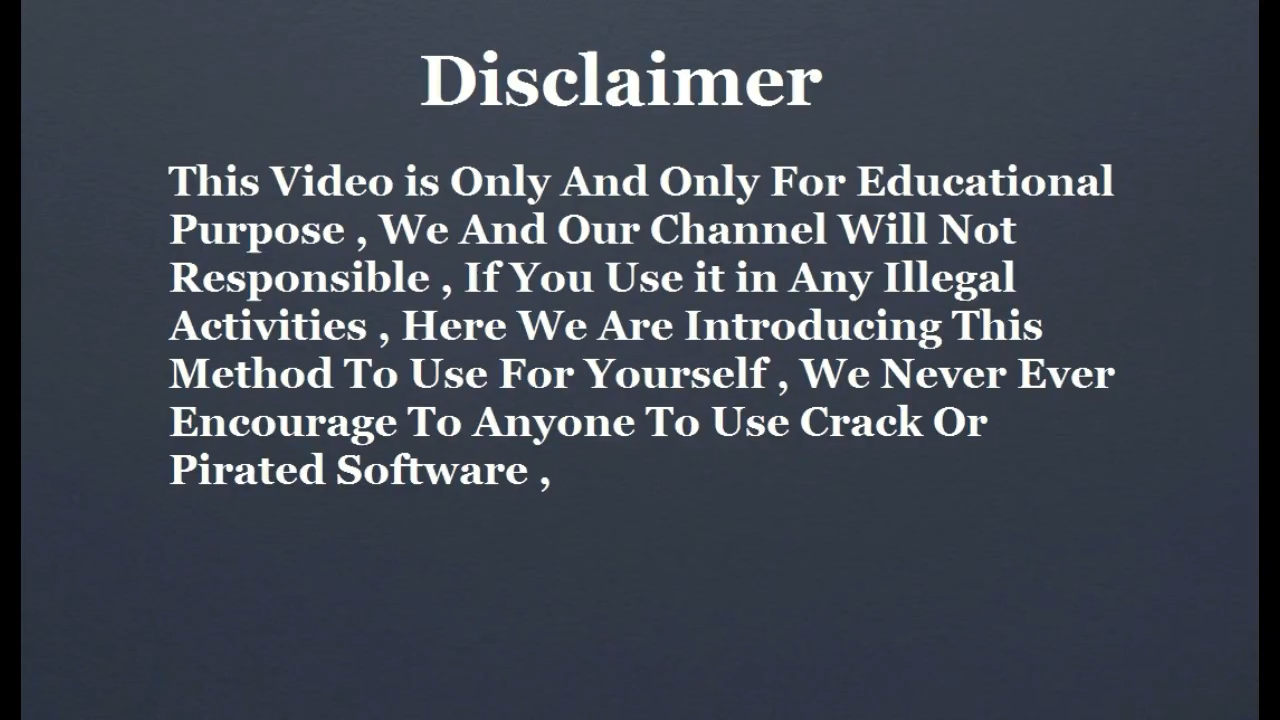 Disclaimer
This Video is Only And Only For Educational
Purpose , We And Our Channel Will Not
Responsible , If You Use it in Any Illegal
Activities , Here We Are Introducing This
Method To Use For Yourself , We Never Ever
Encourage To Anyone To Use Crack Or
Pirated Software ,